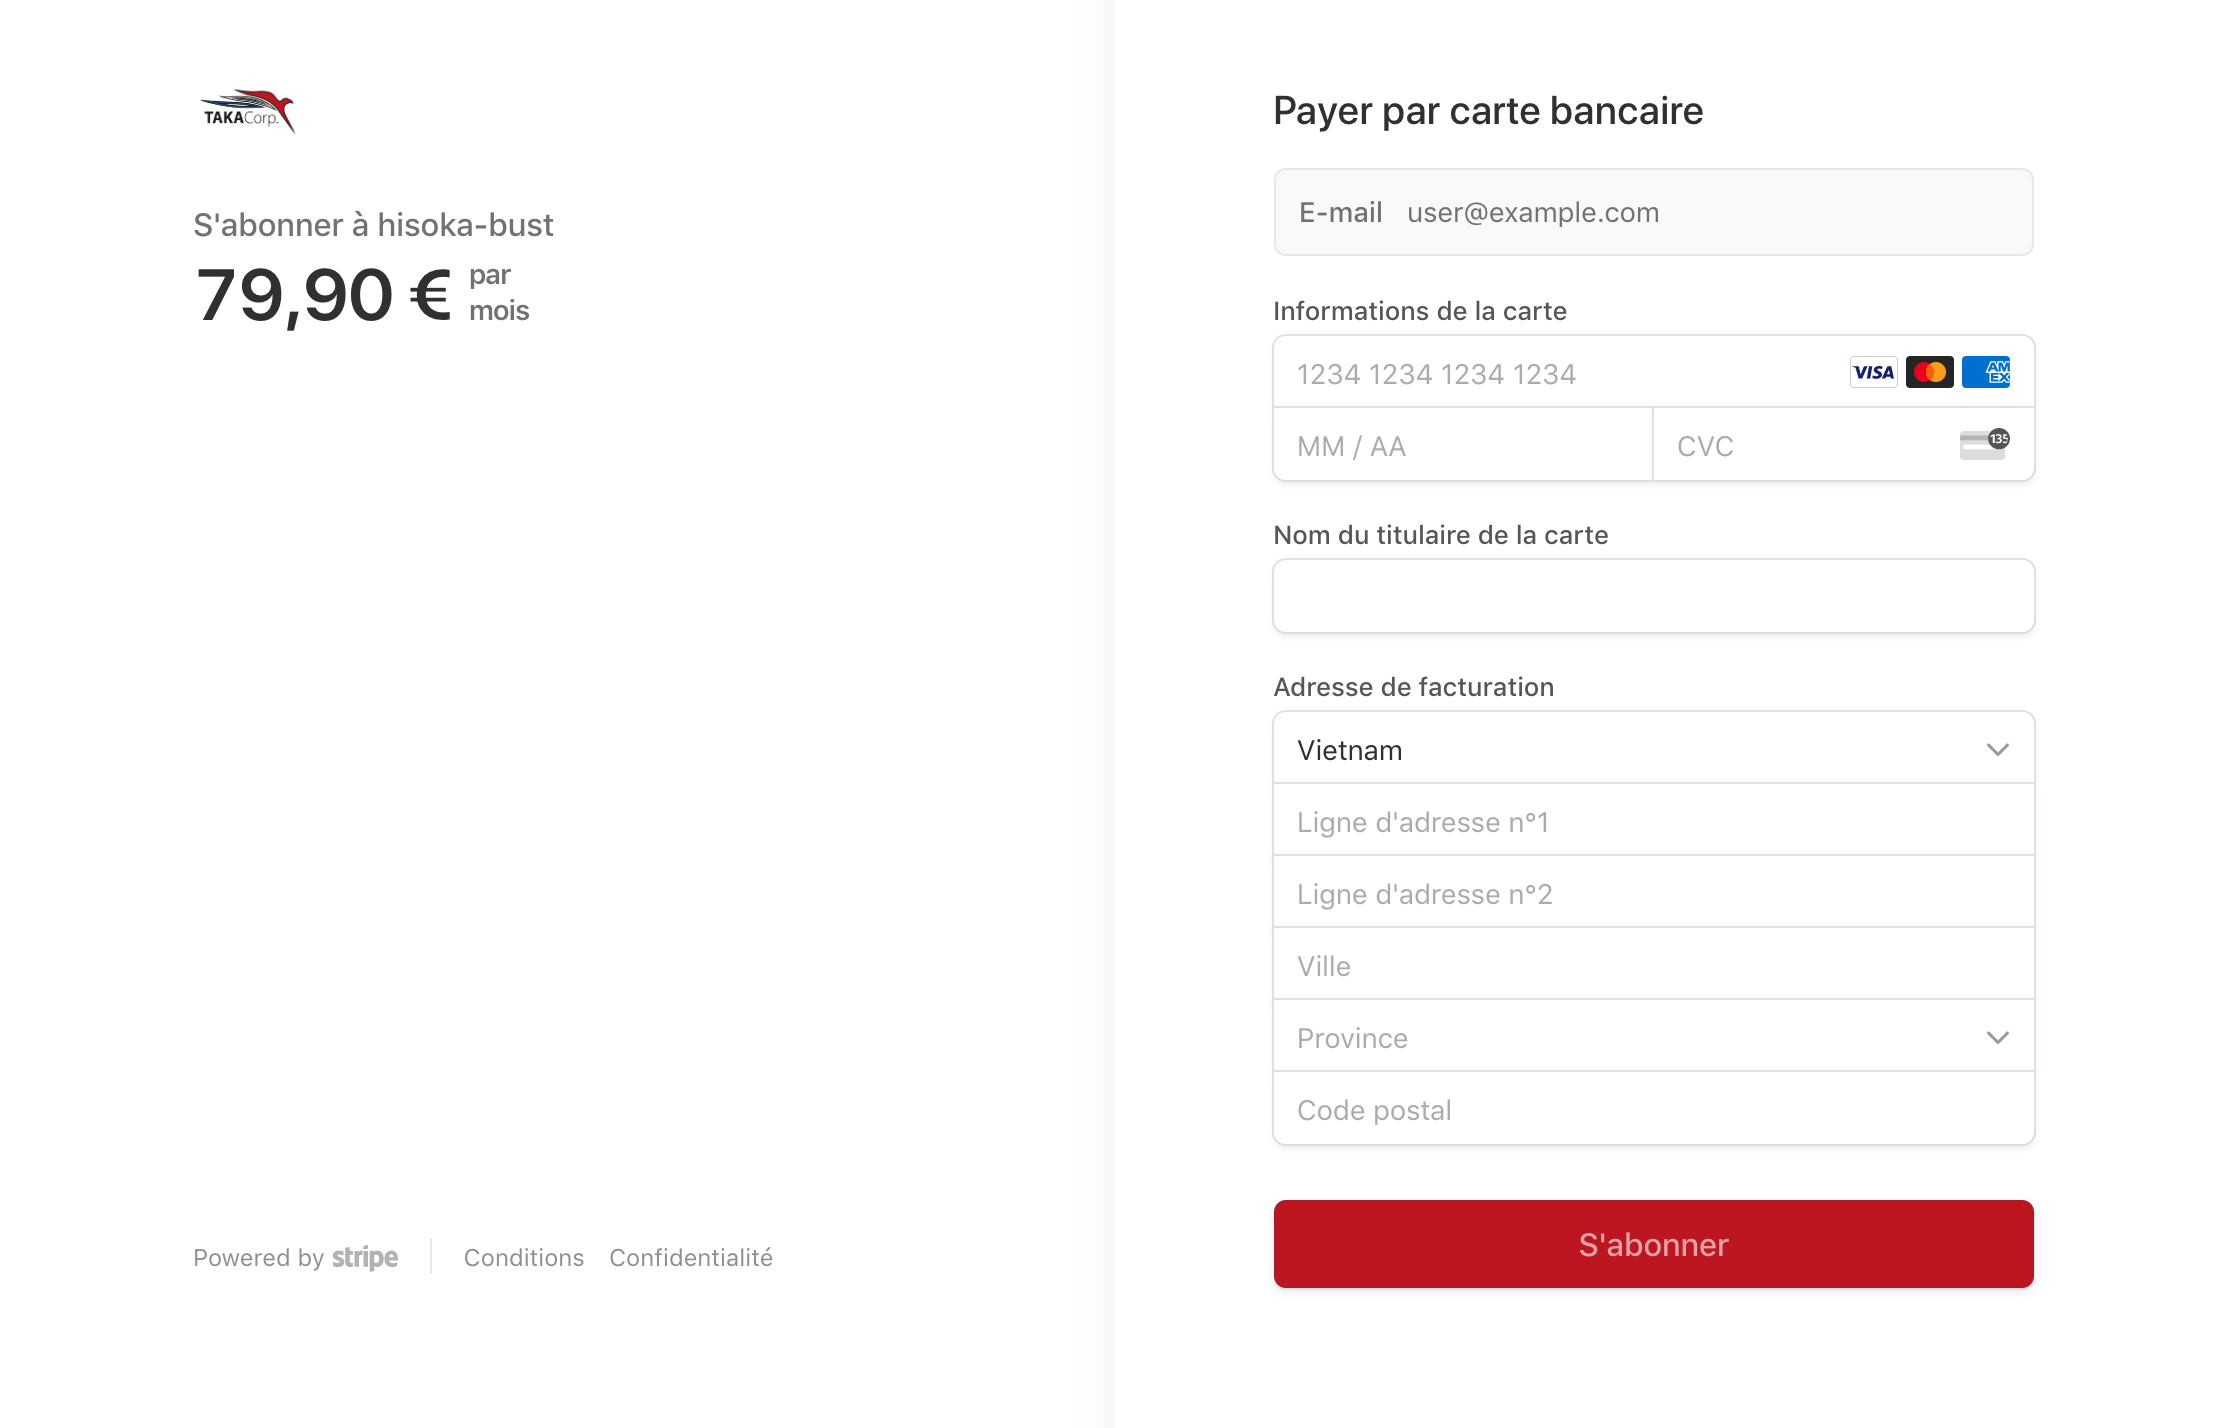 TAKACorp.
S'abonner à hisoka-bust
79,90 € par mois
Powered by stripe
Conditions
Confidentialité
Payer par carte bancaire
E-mail user@example.com
Informations de la carte
1234 1234 1234 1234
VISA
AMEX
MM / AA
CVC
135
Nom du titulaire de la carte
Adresse de facturation
Vietnam
Ligne d'adresse n°1
Ligne d'adresse n°2
Ville
Province
Code postal
S'abonner